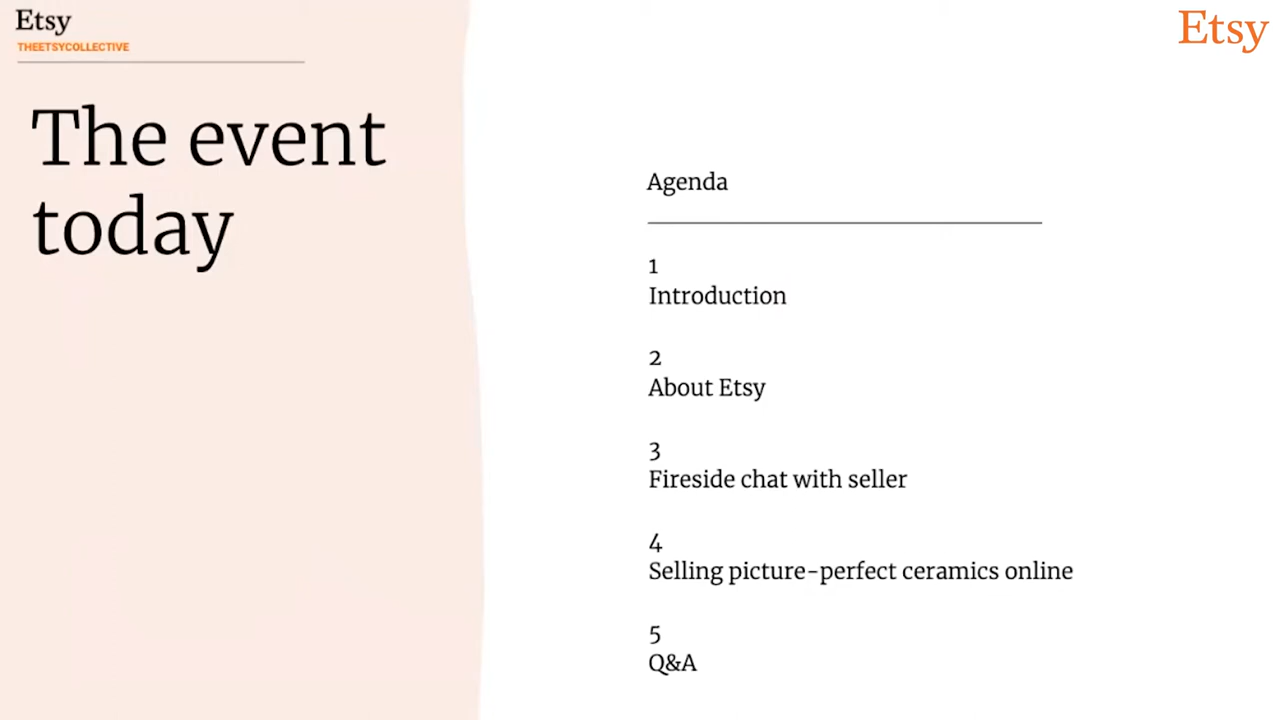 Etsy
THEETSYCOLLECTIVE
The event
today
Etsy
Agenda
1
Introduction
2
About Etsy
3
Fireside chat with seller
4
Selling picture-perfect ceramics online
5
Q&A